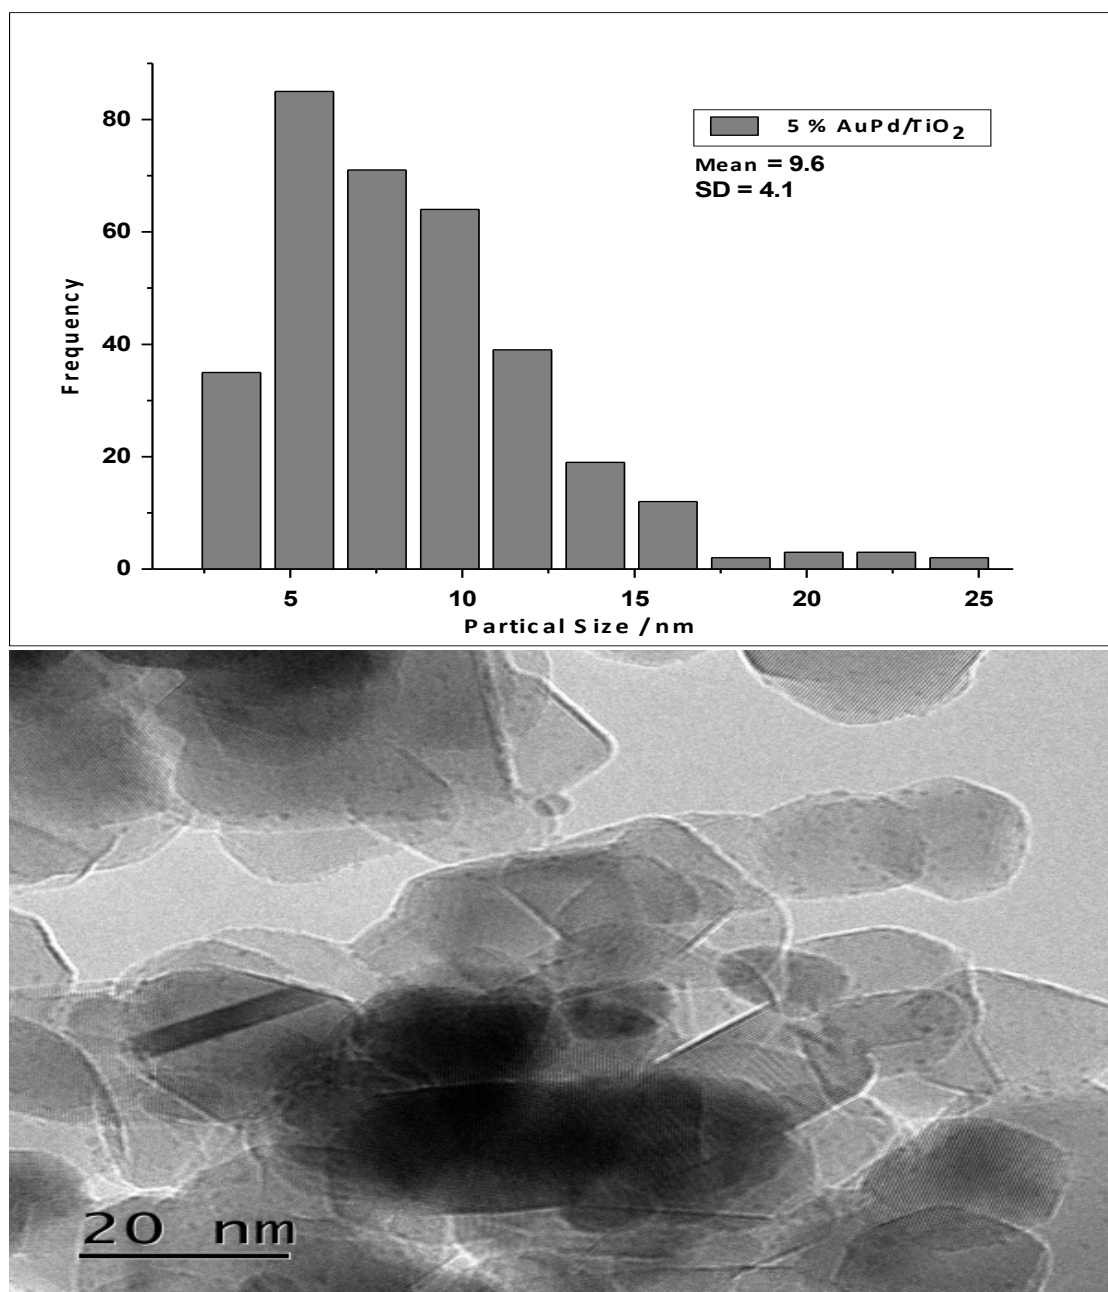 80
60
40
20
0
Frequency
5 % AuPd/TiO2
Mean = 9.6
SD = 4.1
5 10 15 20 25
Partical Size /nm
20 nm